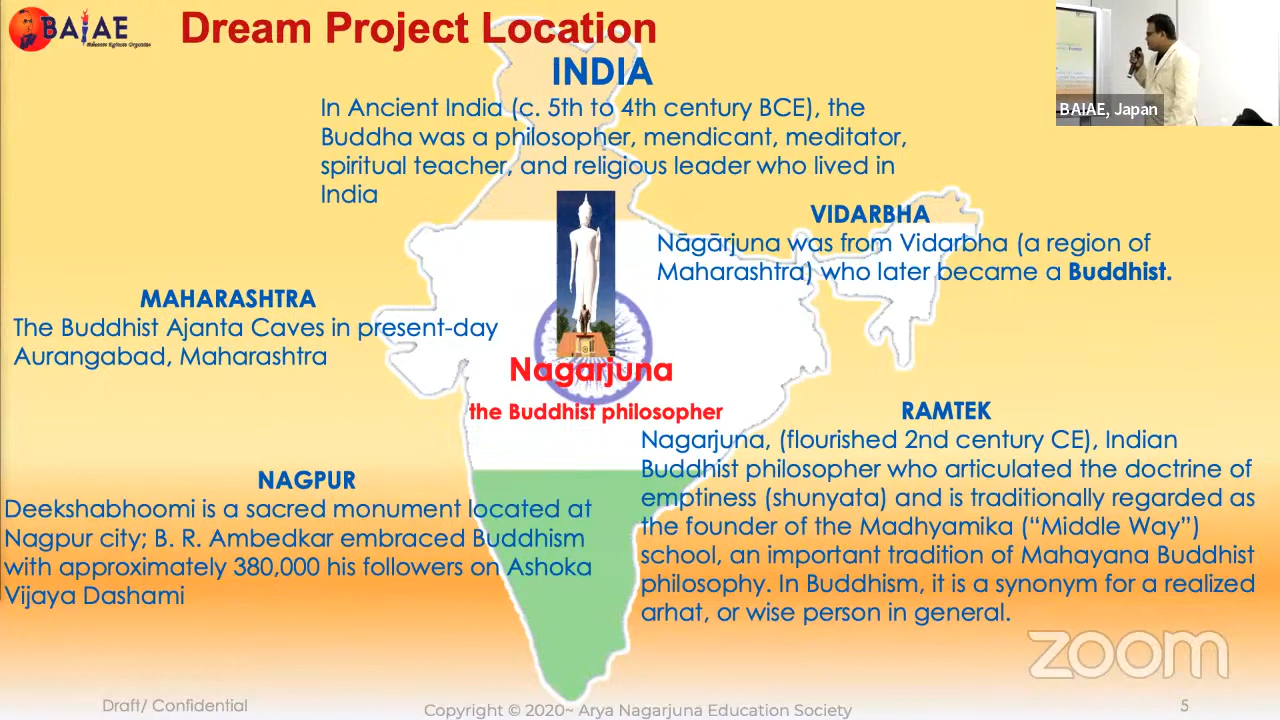 BAIAE
Dream Project Location
INDIA
In Ancient India (c. 5th to 4th century BCE), the
Buddha was a philosopher, mendicant, meditator,
spiritual teacher, and religious leader who lived in
India
BAIAE, Japan
VIDARBHA
Nāgārjuna was from Vidarbha (a region of
Maharashtra) who later became a Buddhist.
MAHARASHTRA
The Buddhist Ajanta Caves in present-day
Aurangabad, Maharashtra
Nagarjuna
the Buddhist philosopher
RAMTEK
Nagarjuna, (flourished 2nd century CE), Indian
Buddhist philosopher who articulated the doctrine of
emptiness (shunyata) and is traditionally regarded as
the founder of the Madhyamika (“Middle Way”)
school, an important tradition of Mahayana Buddhist
philosophy. In Buddhism, it is a synonym for a realized
arhat, or wise person in general.
NAGPUR
Deekshabhoomi is a sacred monument located at
Nagpur city; B. R. Ambedkar embraced Buddhism
with approximately 380,000 his followers on Ashoka
Vijaya Dashami
zoom
Draft/ Confidential
Copyright © 2020~ Arya Nagarjuna Education Society
5